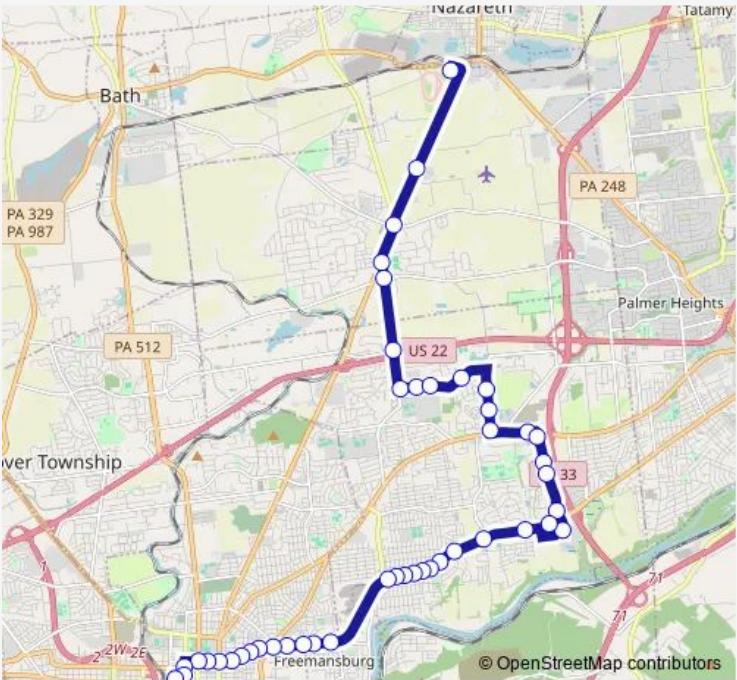 Nazareth
Tatamy
Bath
PA 248
PA 329
PA 987
Palmer Heights
PA 512
US 22
ver Township
33
71
1
71
2 2W 2E
Freemansburg
© OpenStreetMap contributors